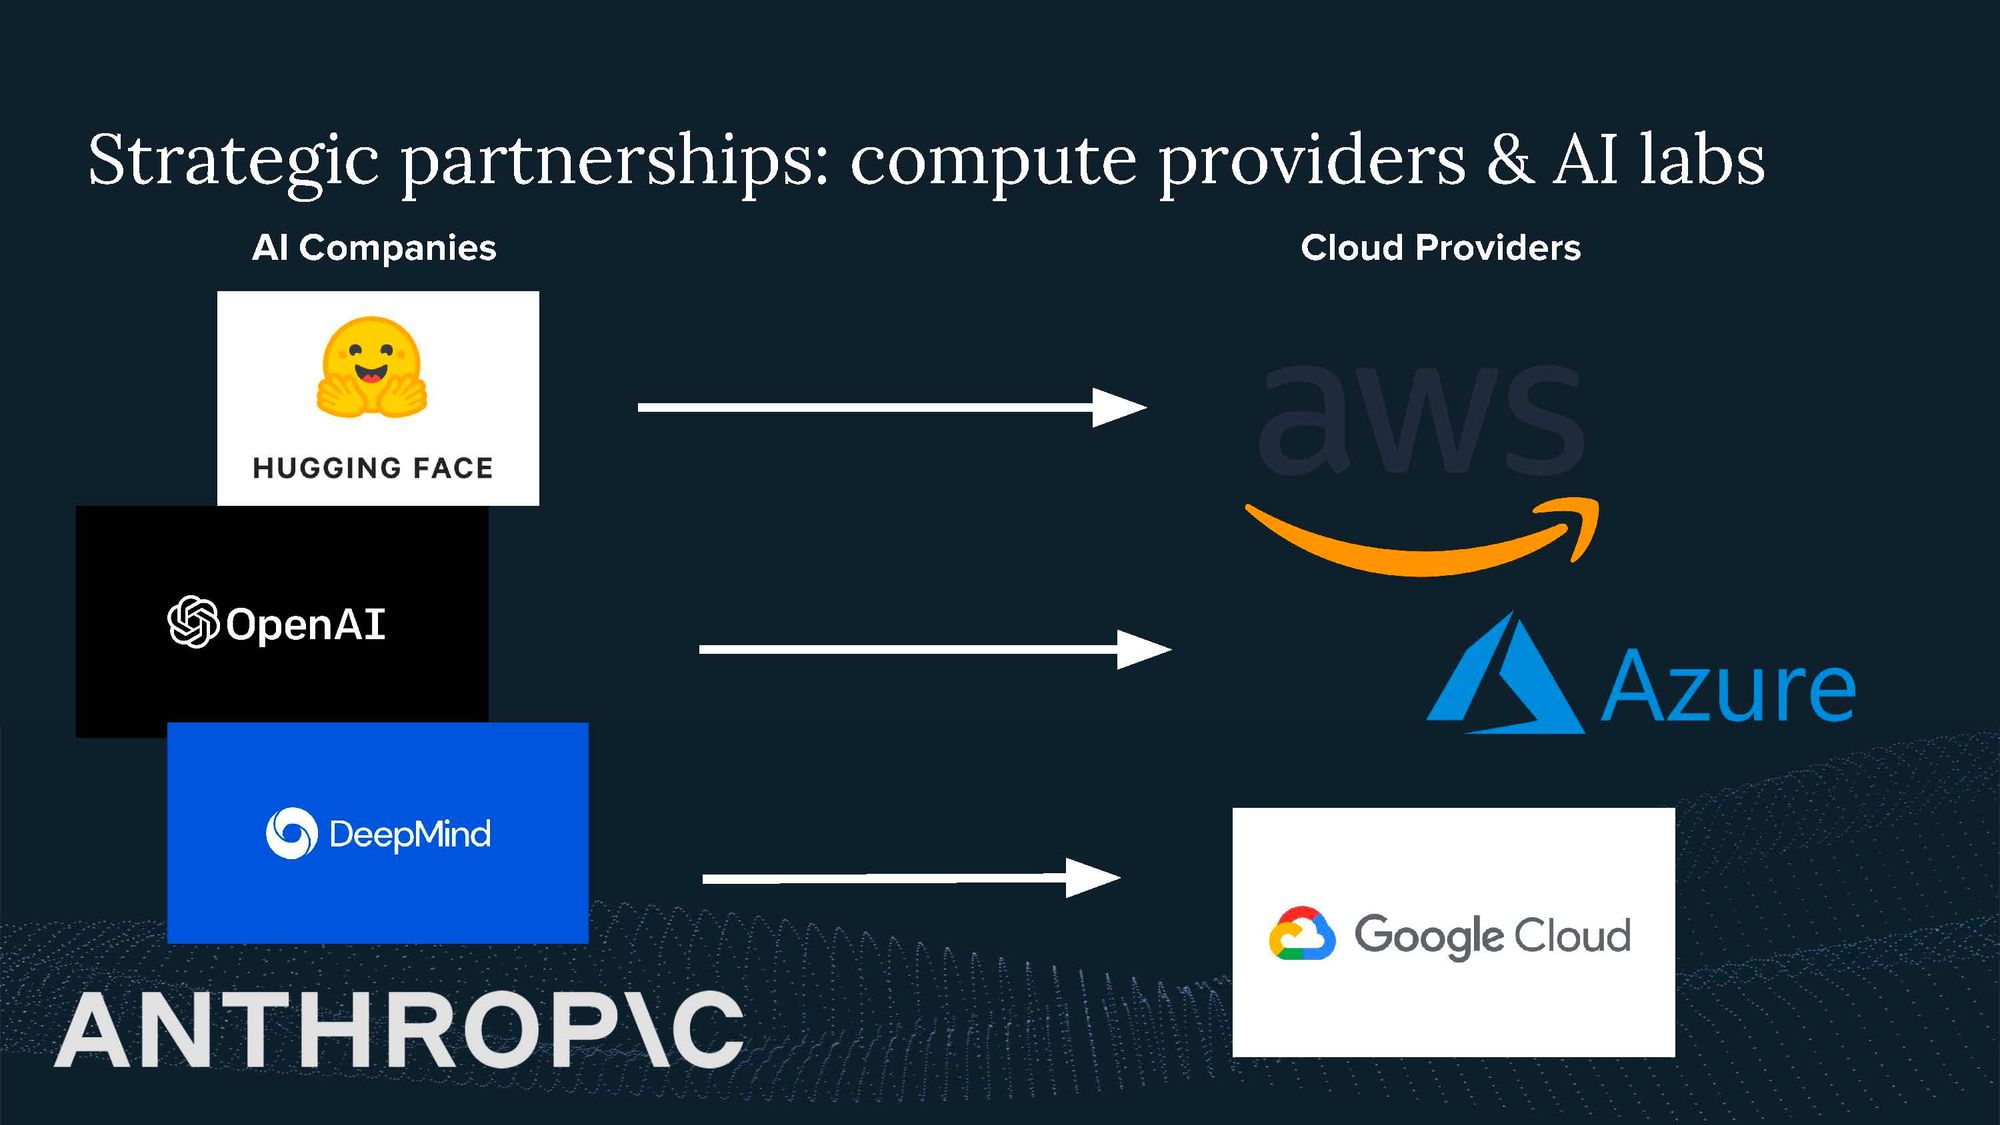 Strategic partnerships: compute providers & AI labs
AI Companies
Cloud Providers
HUGGING FACE
aws
OpenAI
Azure
DeepMind
Google Cloud
ANTHROP\C